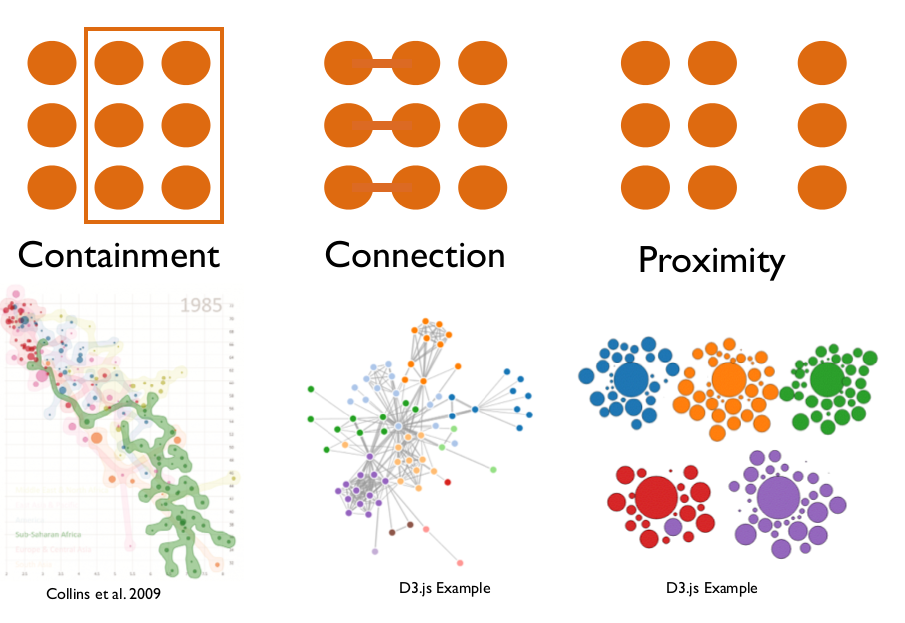 Containment
Connection
Proximity
1985
Sub-Saharan Africa
Europe & Central Asia
Collins et al. 2009
D3.js Example
D3.js Example